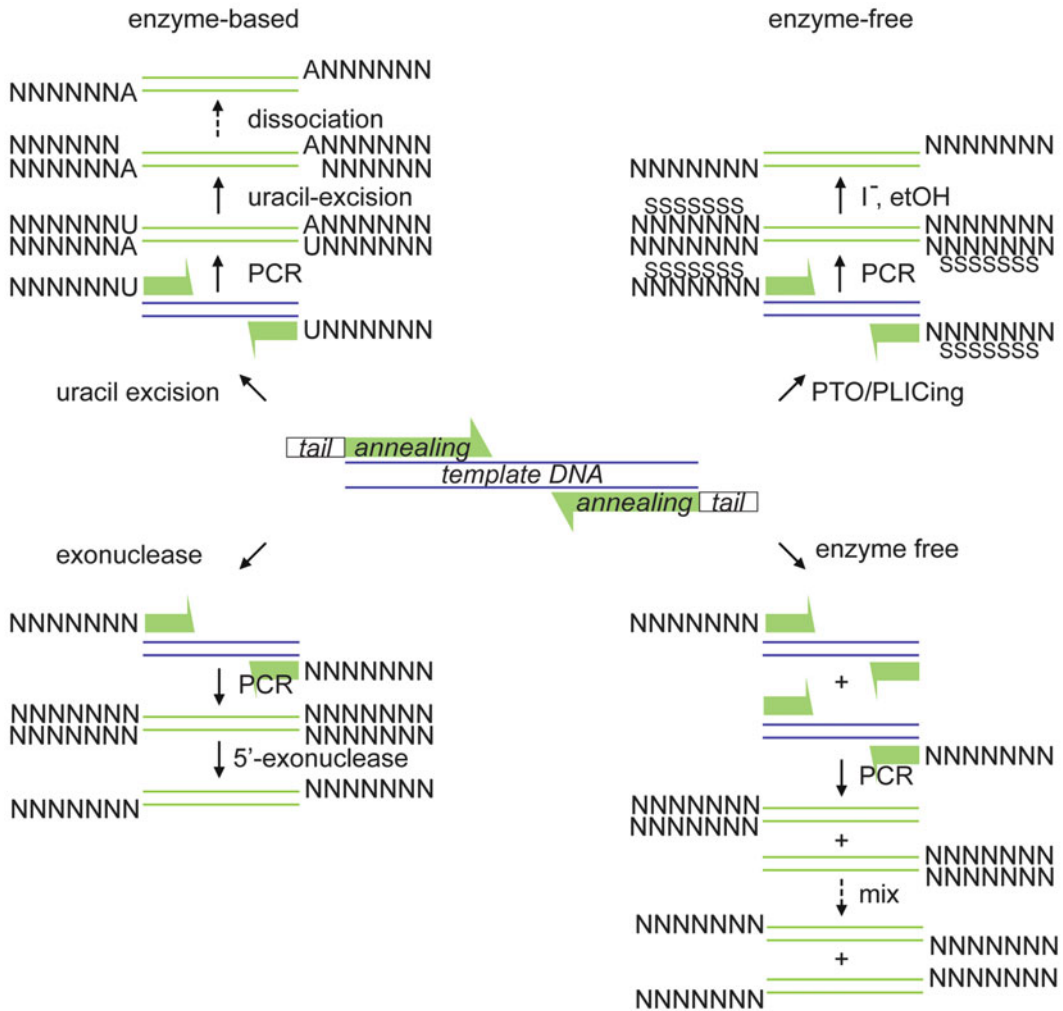 enzyme-based
ANNNNNN
NNNNNNA
dissociation
NNNNNN ANNNNNN
NNNNNNA NNNNNN
uracil-excision
NNNNNNU ANNNNNN
NNNNNNA UNNNNNN
PCR
NNNNNNU
UNNNNNN
uracil excision
enzyme-free
NNNNNNN
NNNNNNN
I⁻, etOH
SSSSSSS
NNNNNNN NNNNNNN
NNNNNNN NNNNNNN
SSSSSSS
SSSSSSS
PCR
NNNNNNN
NNNNNNN
SSSSSSS
PTO/PLICing
tail annealing
template DNA
annealing tail
exonuclease
NNNNNNN
NNNNNNN
PCR
NNNNNNN NNNNNNN
NNNNNNN NNNNNNN
5'-exonuclease
NNNNNNN
NNNNNNN
enzyme free
NNNNNNN
+
NNNNNNN
PCR
NNNNNNN
NNNNNNN
+
NNNNNNN
NNNNNNN
mix
NNNNNNN
NNNNNNN
+
NNNNNNN
NNNNNNN